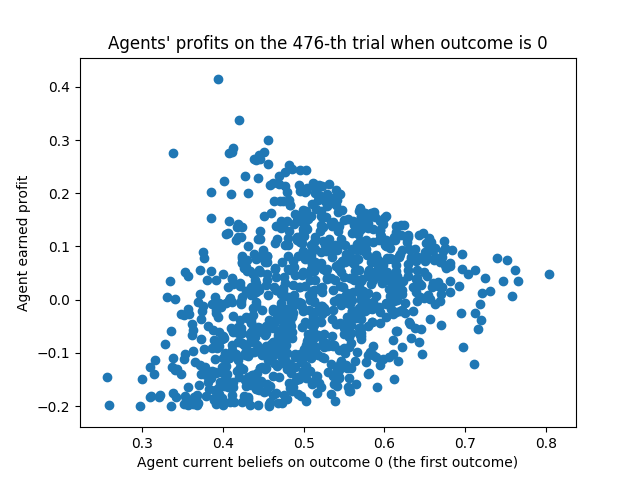 Agents' profits on the 476-th trial when outcome is 0
0.4
0.3
0.2
0.1
0.0
−0.1
−0.2
Agent earned profit
0.3 0.4 0.5 0.6 0.7 0.8
Agent current beliefs on outcome 0 (the first outcome)